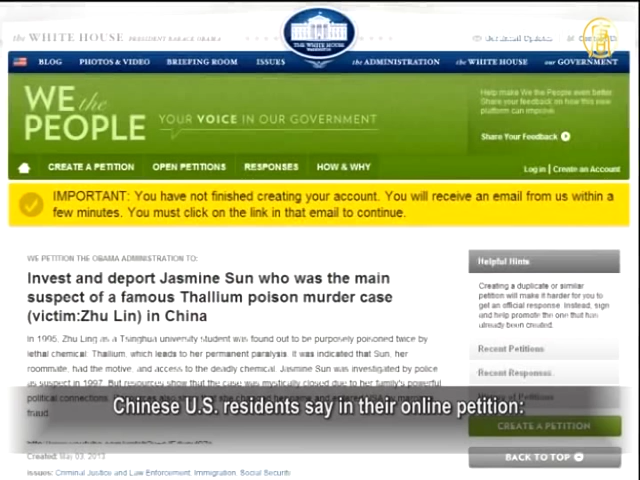 the WHITE HOUSE PRESIDENT BARACK OBAMA
THE WHITE HOUSE
WASHINGTON
Get Email Updates
BLOG PHOTOS & VIDEO BRIEFING ROOM ISSUES the ADMINISTRATION the WHITE HOUSE our GOVERNMENT
WE the
PEOPLE
YOUR VOICE IN OUR GOVERNMENT
Help make We the People even better.
Share your feedback on how this new
platform can improve.
Share Your Feedback
CREATE A PETITION OPEN PETITIONS RESPONSES HOW & WHY
Log in | Create an Account
IMPORTANT: You have not finished creating your account. You will receive an email from us within a
few minutes. You must click on the link in that email to continue.
WE PETITION THE OBAMA ADMINISTRATION TO:
Invest and deport Jasmine Sun who was the main
suspect of a famous Thallium poison murder case
(victim:Zhu Lin) in China
In 1995, Zhu Ling as a Tsinghua university student was found out to be purposely poisoned twice by
lethal chemical: Thallium, which leads to her permanent paralysis. It was indicated that Sun, her
roommate, had the motive, and access to the deadly chemical. Jasmine Sun was investigated by police
as suspect in 1997. But resources show that the case was mystically closed due to her family's powerful
political connections.
fraud.
Created: May 03, 2013
Issues: Criminal Justice and Law Enforcement, Immigration, Social Security
Helpful Hints
Creating a duplicate or similar
petition will make it harder for you to
get an official response. Instead, sign
and help promote the one that has
already been created.
Recent Petitions
Recent Responses
CREATE A PETITION
BACK TO TOP
Chinese U.S. residents say in their online petition: